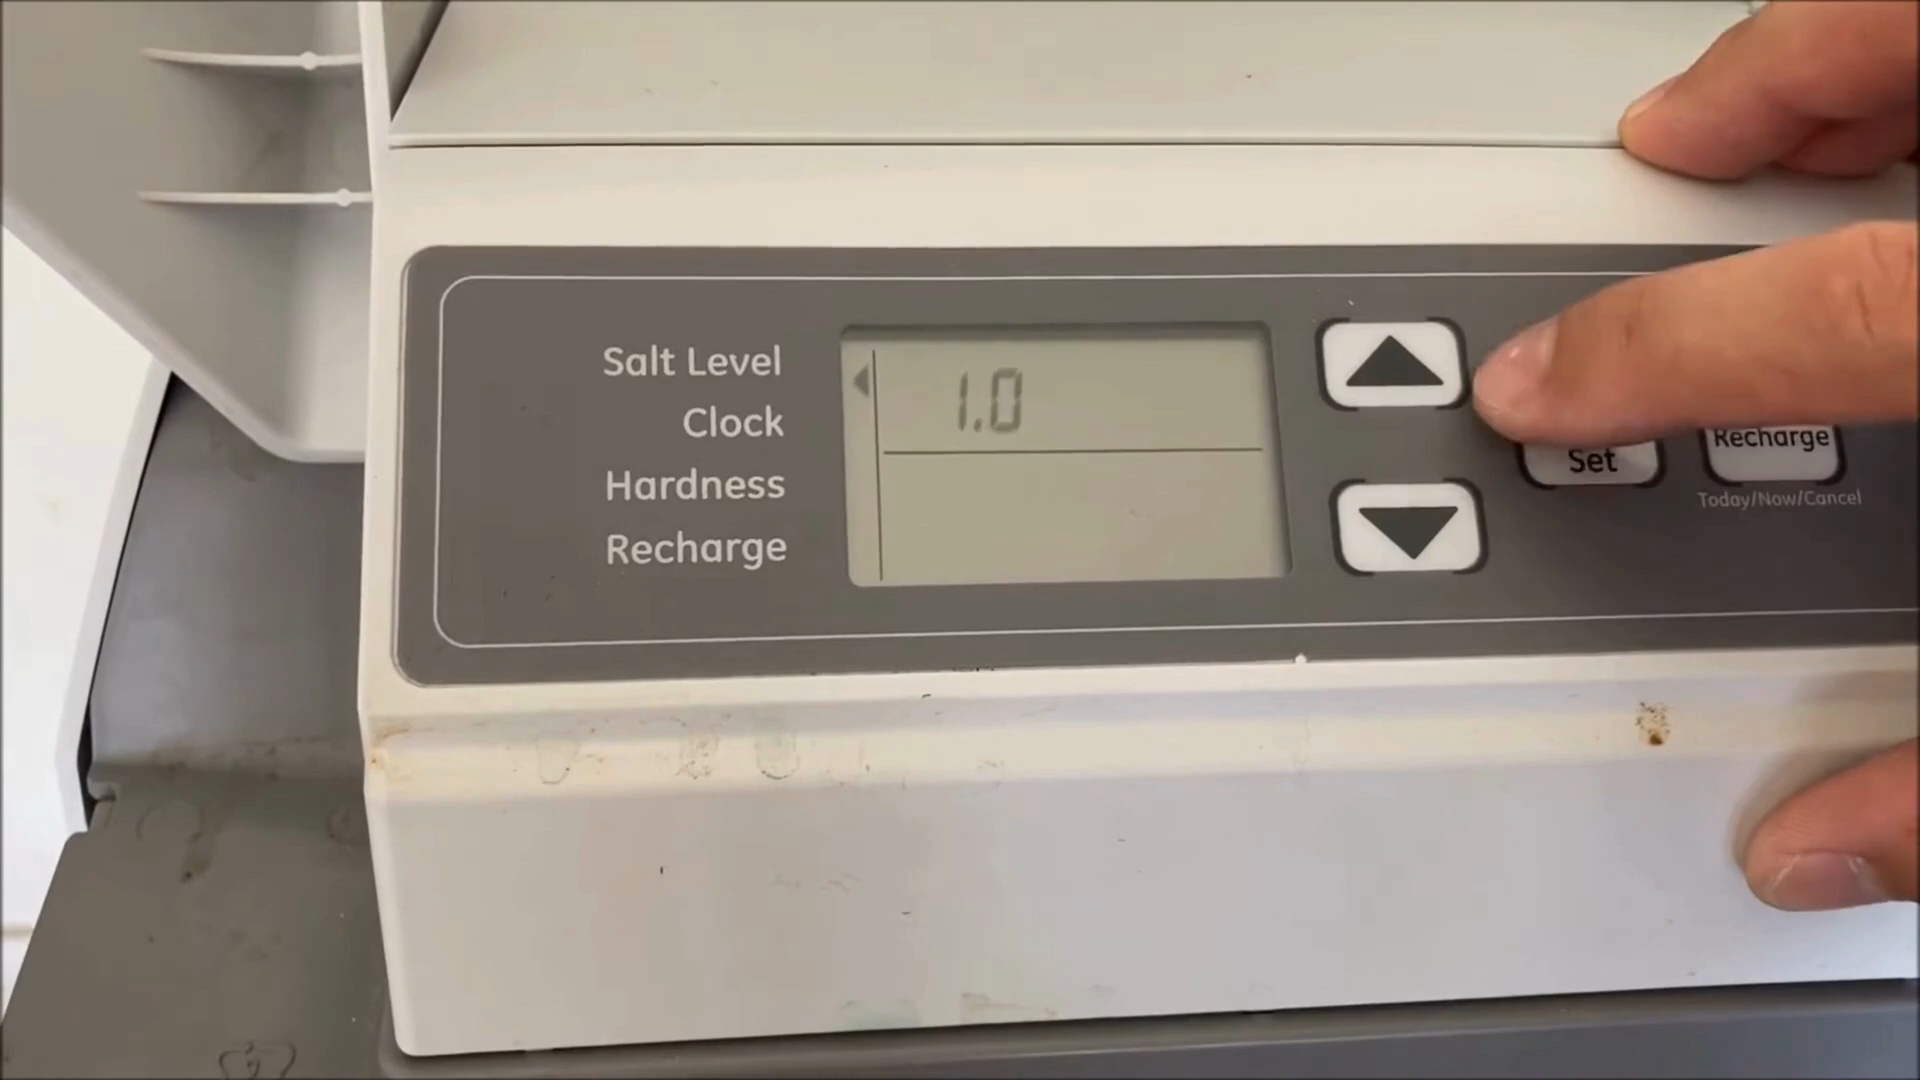 Salt Level
1.0
Clock
Hardness
Recharge
Set
Recharge
Today/Now/Cancel